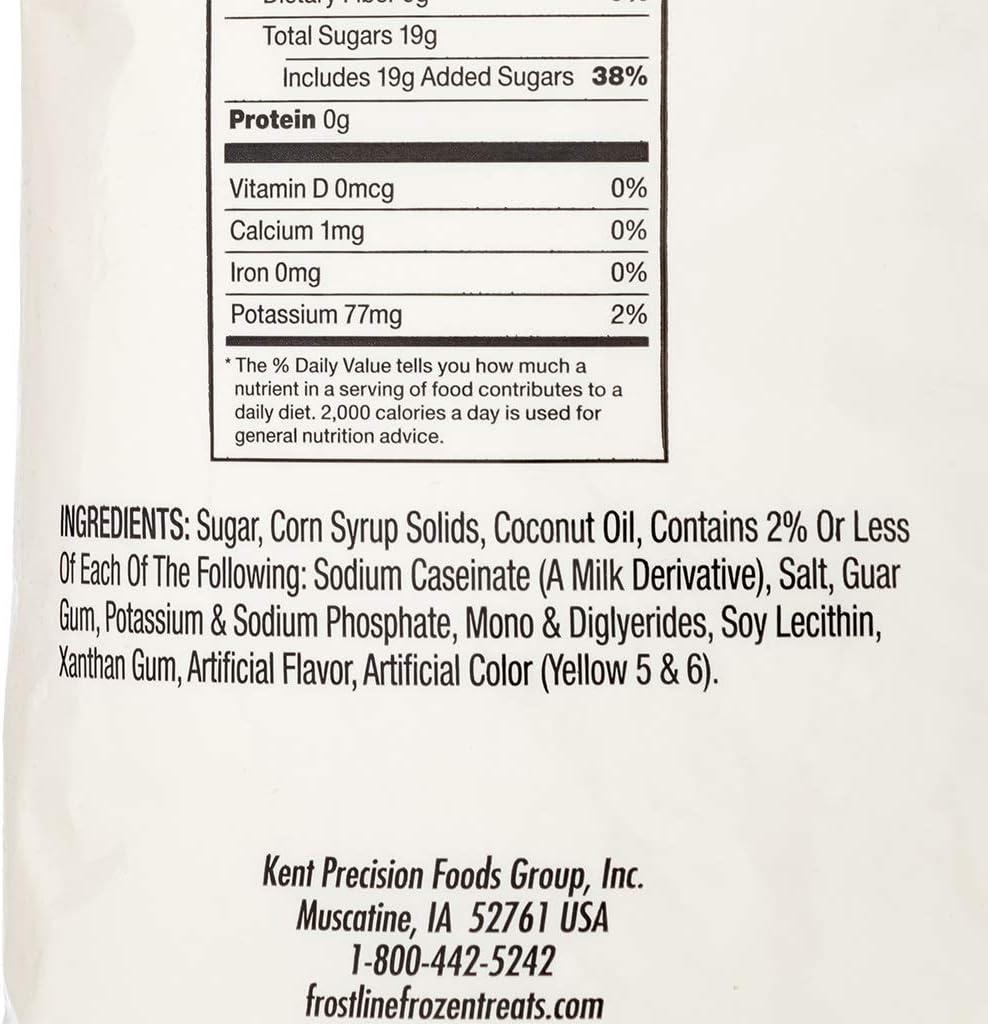 Total Sugars 19g
Includes 19g Added Sugars 38%
Protein 0g
Vitamin D 0mcg 0%
Calcium 1mg 0%
Iron 0mg 0%
Potassium 77mg 2%
* The % Daily Value tells you how much a
nutrient in a serving of food contributes to a
daily diet. 2,000 calories a day is used for
general nutrition advice.
INGREDIENTS: Sugar, Corn Syrup Solids, Coconut Oil, Contains 2% Or Less
Of Each Of The Following: Sodium Caseinate (A Milk Derivative), Salt, Guar
Gum, Potassium & Sodium Phosphate, Mono & Diglyerides, Soy Lecithin,
Xanthan Gum, Artificial Flavor, Artificial Color (Yellow 5 & 6).
Kent Precision Foods Group, Inc.
Muscatine, IA 52761 USA
1-800-442-5242
frostlinefrozentreats.com